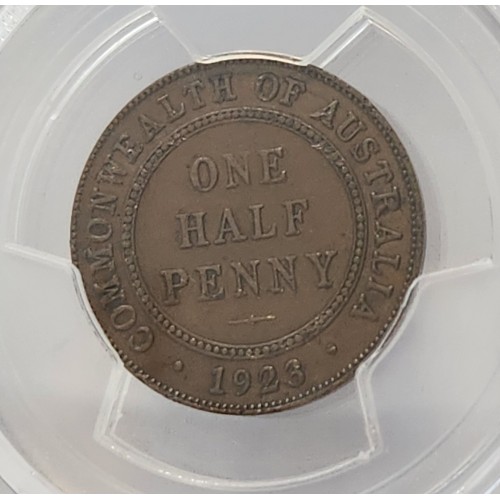 COMMONWEALTH OF AUSTRALIA
ONE
HALF
PENNY
· 1923 ·